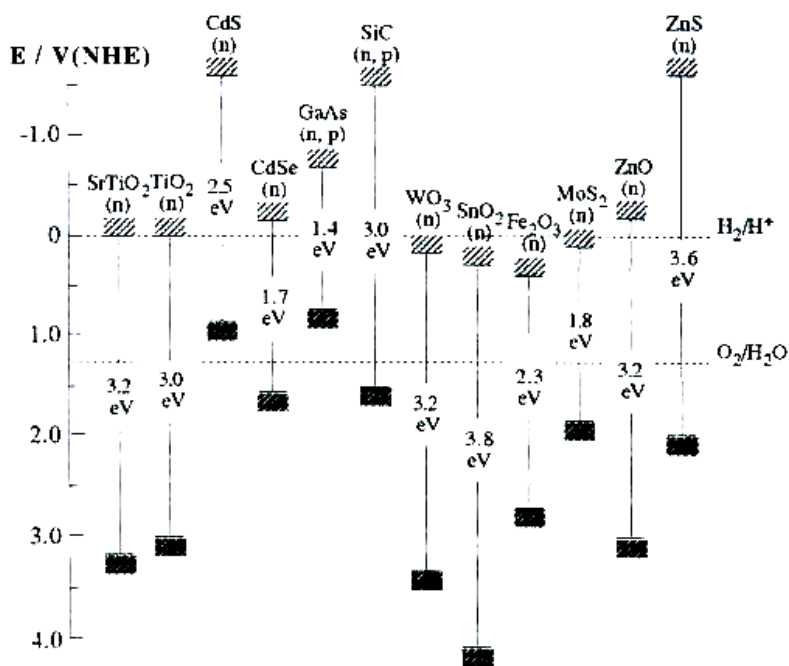 E / V(NHE)
-1.0
0
1.0
2.0
3.0
4.0
SrTiO2
(n)
3.2
eV
TiO2
(n)
3.0
eV
CdS
(n)
2.5
eV
CdSe
(n)
1.7
eV
GaAs
(n, p)
1.4
eV
SiC
(n, p)
3.0
eV
WO3
(n)
3.2
eV
SnO2
(n)
3.8
eV
Fe2O3
(n)
2.3
eV
MoS2
(n)
1.8
eV
ZnO
(n)
3.2
eV
ZnS
(n)
3.6
eV
H2/H+
O2/H2O